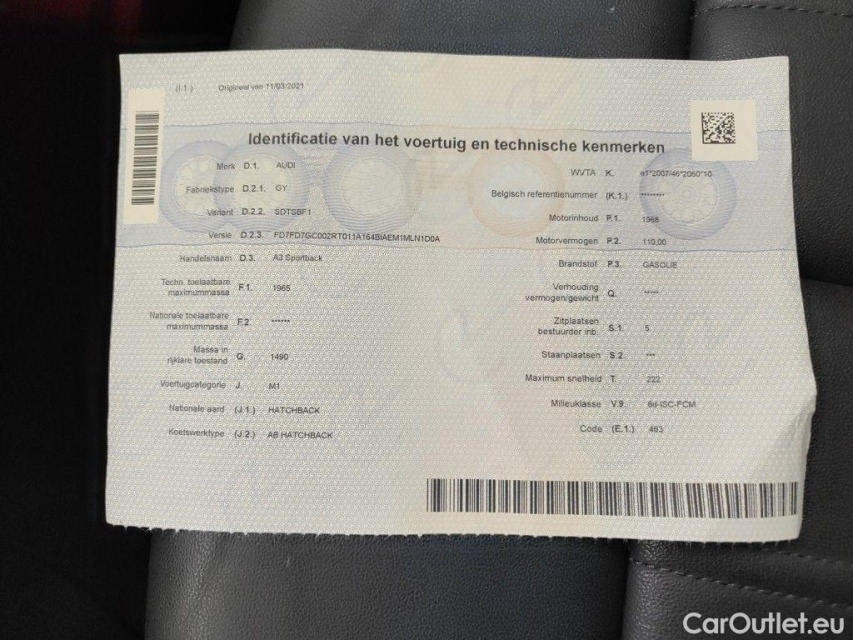 (I.1.) Origineel van 11/03/2021
Identificatie van het voertuig en technische kenmerken
Merk D.1. AUDI
Fabriekstype D.2.1. GY
Variant D.2.2. SDTSBF1
Versie D.2.3. FD7FD7GC002RT011A164BIAEM1MLN1D0A
Handelsnaam D.3. A3 Sportback
Techn. toelaatbare
maximummassa F.1. 1965
Nationale toelaatbare
maximummassa F.2. ******
Massa in
rijklare toestand G. 1490
Voertuigcategorie J. M1
Nationale aard (J.1.) HATCHBACK
Koetswerktype (J.2.) AB HATCHBACK
WVTA K. e1*2007/46*2060*10
Belgisch referentienummer (K.1.) ********
Motorinhoud P.1. 1968
Motorvermogen P.2. 110,00
Brandstof P.3. GASOLIE
Verhouding
vermogen/gewicht Q. *****
Zitplaatsen
bestuurder inb. S.1. 5
Staanplaatsen S.2. ***
Maximum snelheid T. 222
Milieuklasse V.9. 6d-ISC-FCM
Code (E.1.) 463
CarOutlet.eu